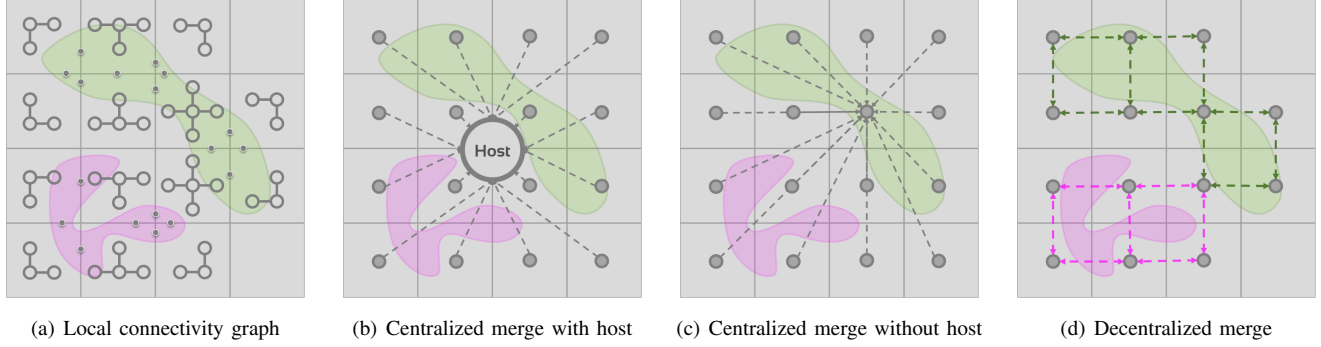 Host
(a) Local connectivity graph
(b) Centralized merge with host
(c) Centralized merge without host
(d) Decentralized merge